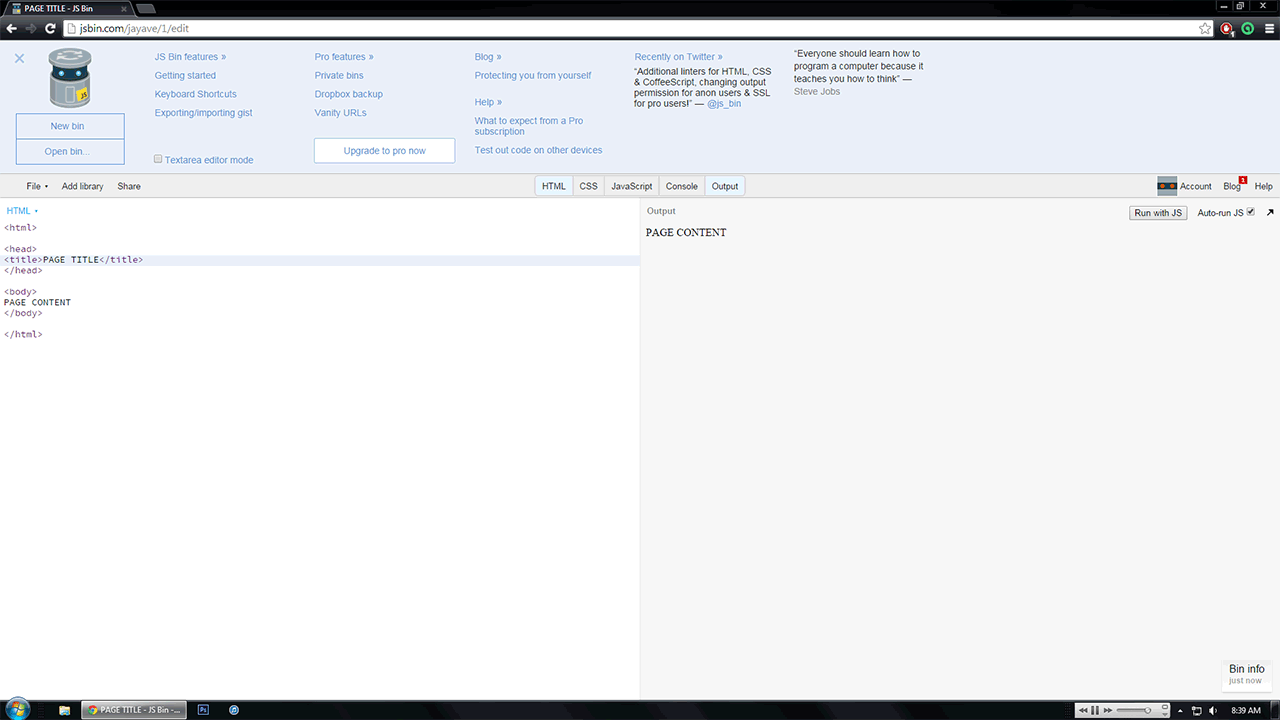 PAGE TITLE - JS Bin
jsbin.com/jayave/1/edit
JS Bin features »
Getting started
Keyboard Shortcuts
Exporting/importing gist
Textarea editor mode
Pro features »
Private bins
Dropbox backup
Vanity URLs
Upgrade to pro now
Blog »
Protecting you from yourself
Help »
What to expect from a Pro
subscription
Test out code on other devices
Recently on Twitter »
"Additional linters for HTML, CSS
& CoffeeScript, changing output
permission for anon users & SSL
for pro users!" — @js_bin
“Everyone should learn how to
program a computer because it
teaches you how to think” —
Steve Jobs
JS
New bin
Open bin...
File
Add library
Share
HTML
CSS
JavaScript
Console
Output
Account
Blog
1
Help
HTML
<html>
<head>
<title>PAGE TITLE</title>
</head>
<body>
PAGE CONTENT
</body>
</html>
Output
Run with JS
Auto-run JS
PAGE CONTENT
Bin info
just now
PAGE TITLE - JS Bin -...
Ps
8:39 AM